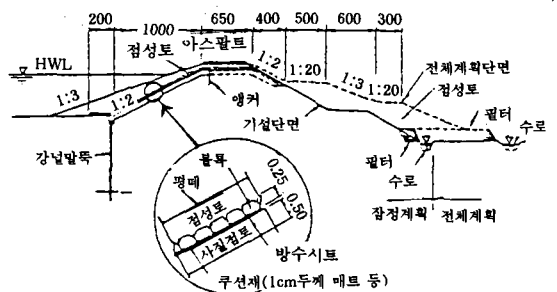 200 1000 650 400 600 300
HWL
점성토 아스팔트
1:2 1:20 1:3 1:20
전체계획단면
점성토
1:3 1:2
앵커
기설단면
필터
수로
강널말뚝
필터
수로
잠정계획 전체계획
블록
평떼
점성토
사질점토
0.25
0.50
방수시트
쿠션재(1cm두께 매트 등)